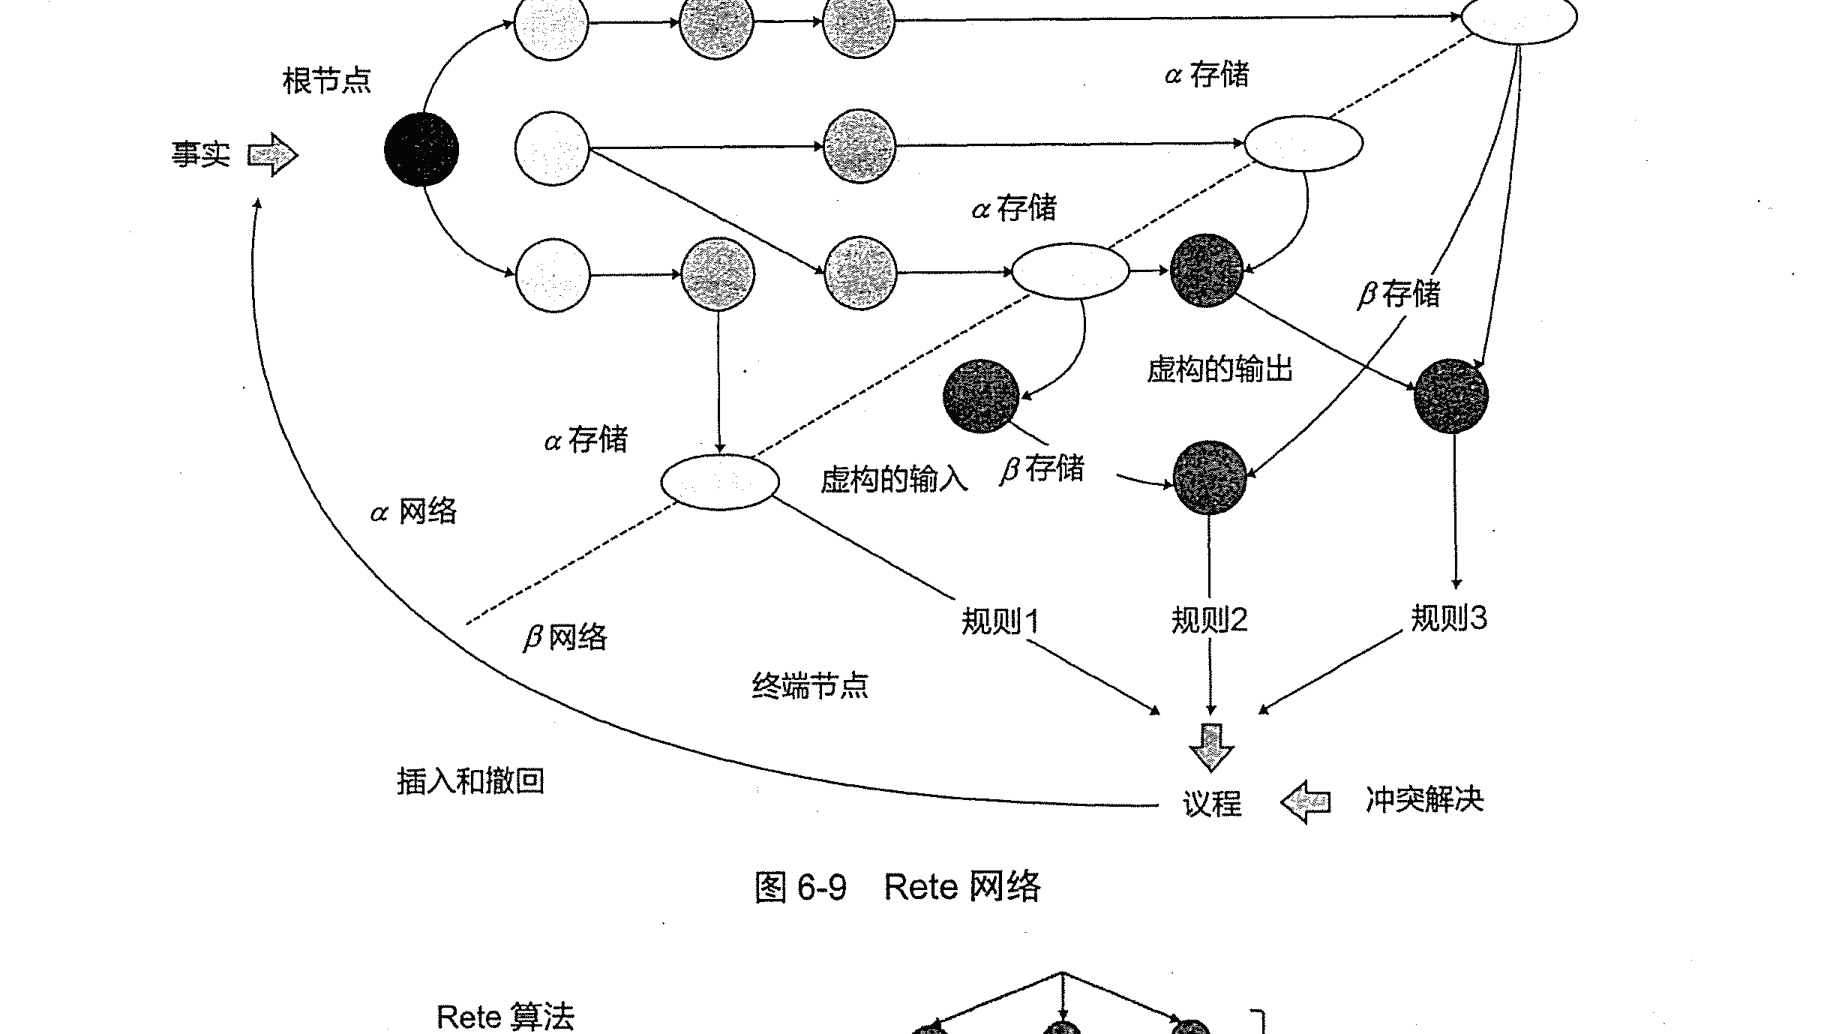 根节点
α 存储
事实
α 存储
β 存储
虚构的输出
α 存储
虚构的输入
β 存储
α 网络
规则1
规则2
规则3
β 网络
终端节点
插入和撤回
议程
冲突解决
图 6-9 Rete 网络
Rete 算法